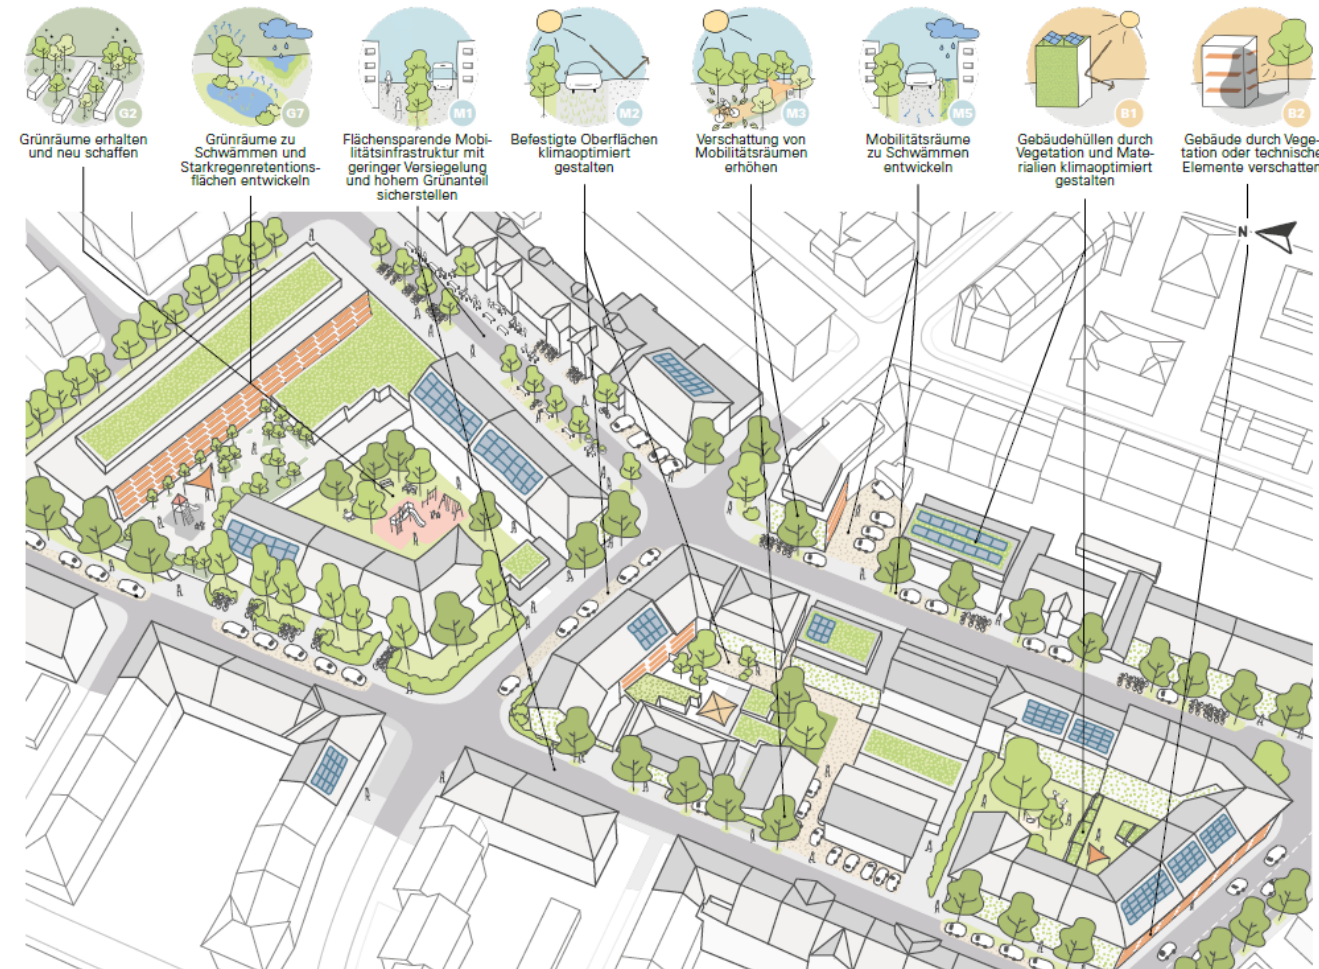 G2
Grünräume erhalten
und neu schaffen
G7
Grünräume zu
Schwämmen und
Starkregenretentions-
flächen entwickeln
M1
Flächensparende Mobi-
litätsinfrastruktur mit
geringer Versiegelung
und hohem Grünanteil
sicherstellen
M2
Befestigte Oberflächen
klimaoptimiert
gestalten
M3
Verschattung von
Mobilitätsräumen
erhöhen
M5
Mobilitätsräume
zu Schwämmen
entwickeln
B1
Gebäudehüllen durch
Vegetation und Mate-
rialien klimaoptimiert
gestalten
B2
Gebäude durch Vege-
tation oder technische
Elemente verschatten
N